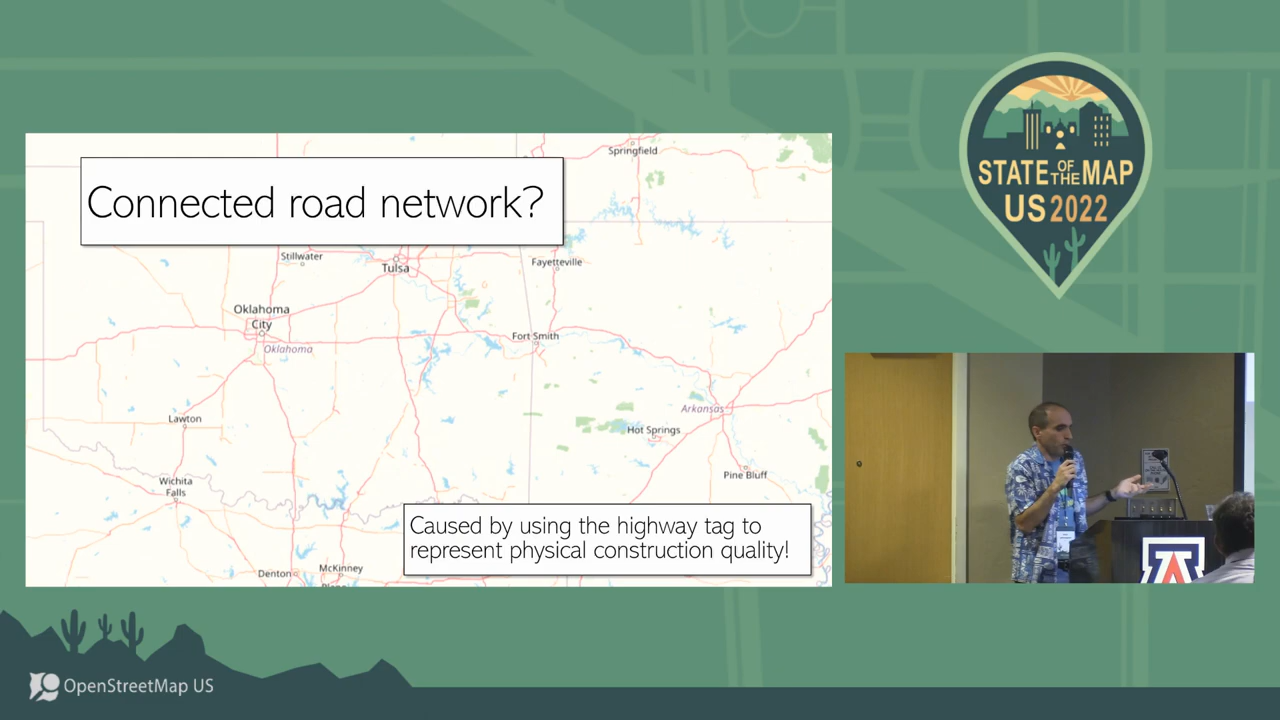 Connected road network?
Springfield
Stillwater
Tulsa
Fayetteville
Oklahoma
City
Oklahoma
Fort Smith
Lawton
Arkansas
Hot Springs
Pine Bluff
Wichita
Falls
Caused by using the highway tag to
represent physical construction quality!
McKinney
Denton
STATE OF THE MAP
US 2022
A
OpenStreetMap US